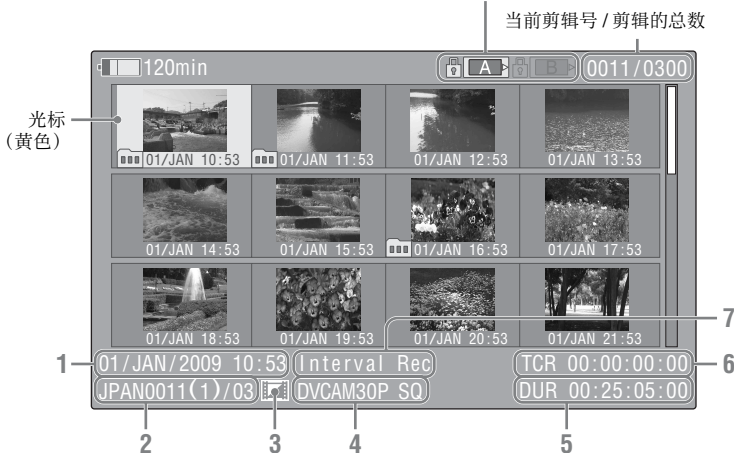 当前剪辑号 / 剪辑的总数
120min
A
B
0011/0300
光标
（黄色）
01/JAN 10:53
01/JAN 11:53
01/JAN 12:53
01/JAN 13:53
01/JAN 14:53
01/JAN 15:53
01/JAN 16:53
01/JAN 17:53
01/JAN 18:53
01/JAN 19:53
01/JAN 20:53
01/JAN 21:53
7
1
01/JAN/2009 10:53
Interval Rec
TCR 00:00:00:00
6
JPAN0011(1)/03
DVCAM30P SQ
DUR 00:25:05:00
2
3
4
5